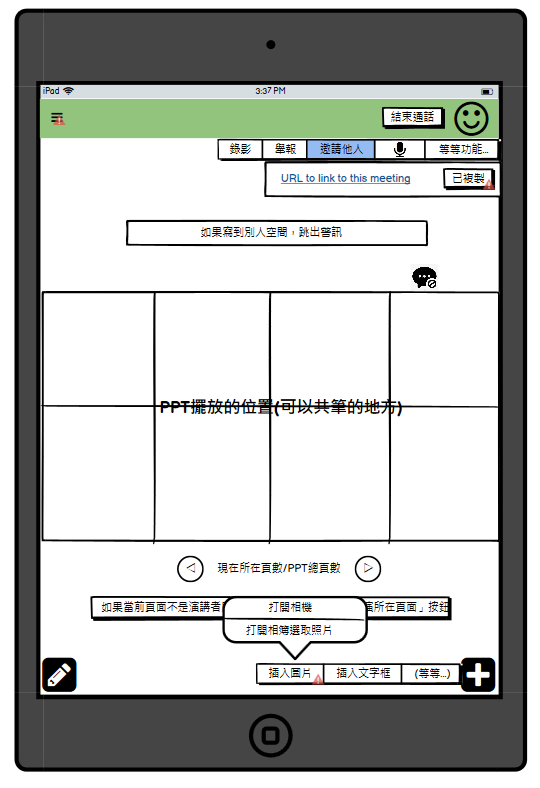 iPad
3:37 PM
結束通話
錄影
舉報
邀請他人
等等功能...
URL to link to this meeting
已複製
如果寫到別人空間，跳出警訊
PPT擺放的位置(可以共筆的地方)
現在所在頁數/PPT總頁數
如果當前頁面不是演講者
所在頁面」按鈕
打開相機
打開相簿選取照片
插入圖片
插入文字框
(等等...)